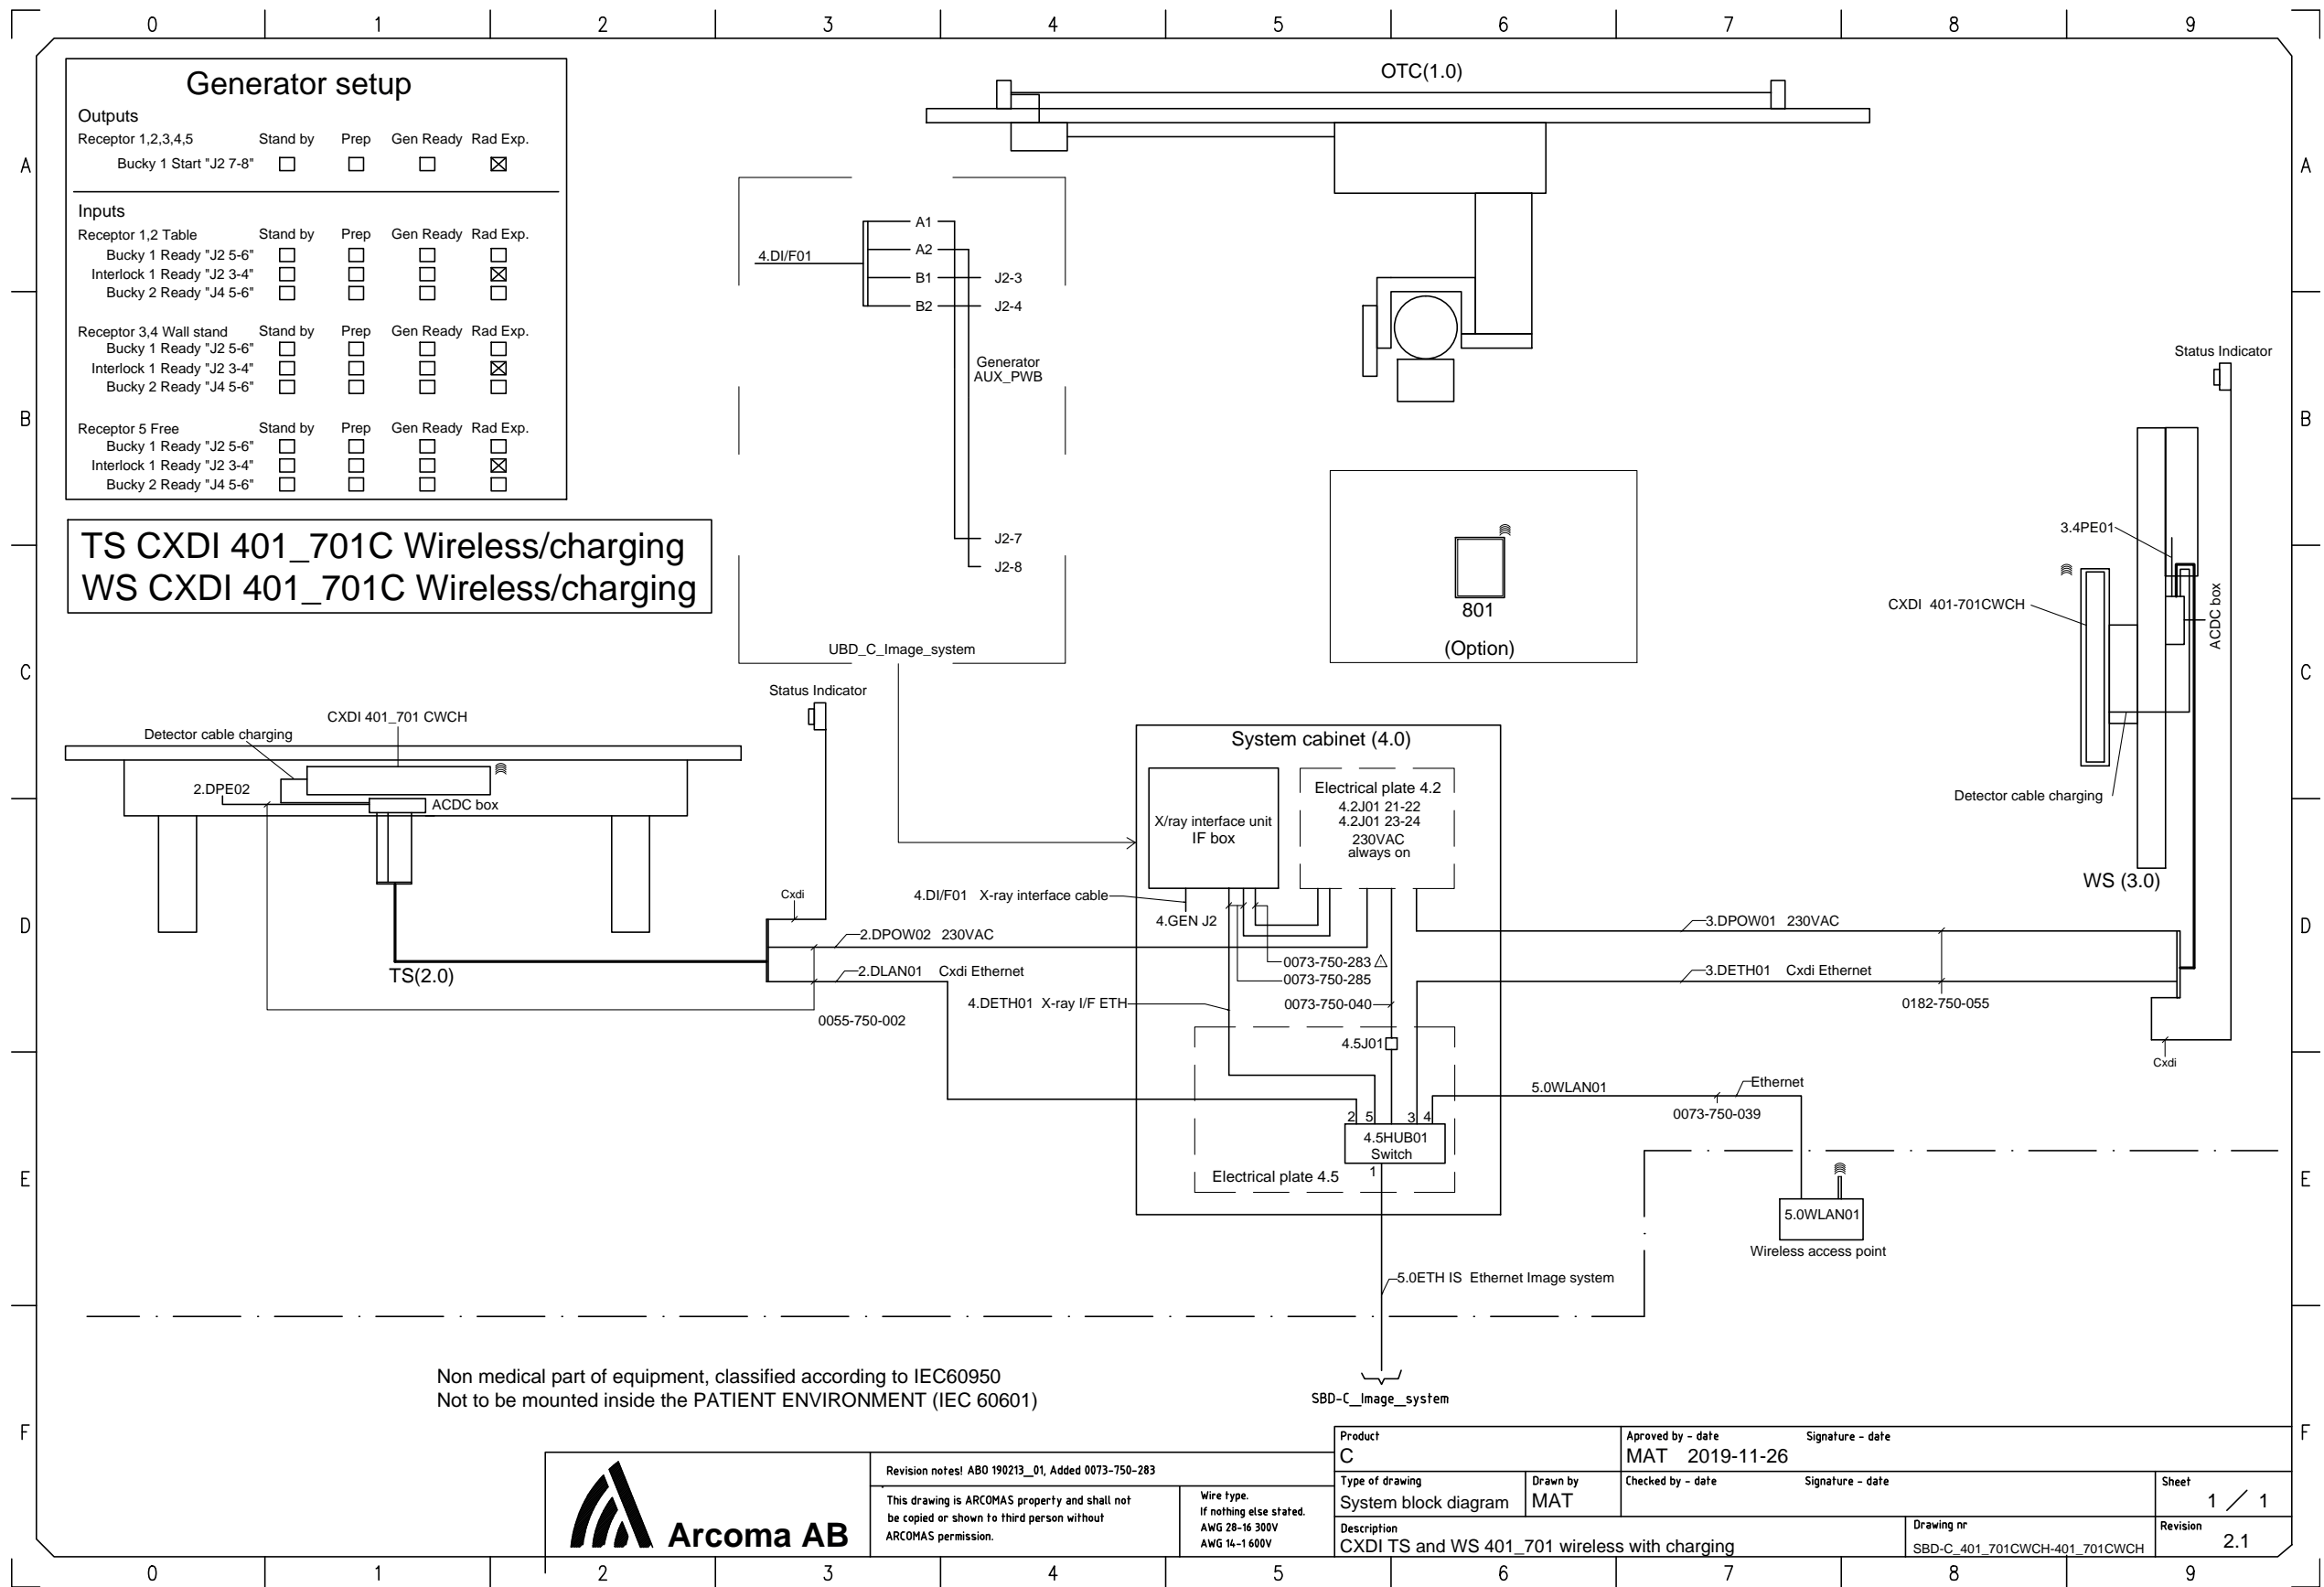 0 1 2 3 4 5 6 7 8 9
Generator setup
Outputs
Receptor 1,2,3,4,5 Stand by Prep Gen Ready Rad Exp.
Bucky 1 Start "J2 7-8"
Inputs
Receptor 1,2 Table Stand by Prep Gen Ready Rad Exp.
Bucky 1 Ready "J2 5-6"
Interlock 1 Ready "J2 3-4"
Bucky 2 Ready "J4 5-6"
Receptor 3,4 Wall stand Stand by Prep Gen Ready Rad Exp.
Bucky 1 Ready "J2 5-6"
Interlock 1 Ready "J2 3-4"
Bucky 2 Ready "J4 5-6"
Receptor 5 Free Stand by Prep Gen Ready Rad Exp.
Bucky 1 Ready "J2 5-6"
Interlock 1 Ready "J2 3-4"
Bucky 2 Ready "J4 5-6"
TS CXDI 401_701C Wireless/charging
WS CXDI 401_701C Wireless/charging
A
B
C
D
E
F
OTC(1.0)
4.DI/F01
A1
A2
B1
B2
J2-3
J2-4
Generator
AUX_PWB
J2-7
J2-8
UBD_C_Image_system
801
(Option)
Status Indicator
3.4PE01
CXDI 401-701CWCH
ACDC box
Detector cable charging
WS (3.0)
A
B
C
D
E
F
Status Indicator
CXDI 401_701 CWCH
Detector cable charging
2.DPE02
ACDC box
TS(2.0)
Cxdi
2.DPOW02 230VAC
2.DLAN01 Cxdi Ethernet
0055-750-002
System cabinet (4.0)
X/ray interface unit
IF box
Electrical plate 4.2
4.2J01 21-22
4.2J01 23-24
230VAC
always on
4.DI/F01 X-ray interface cable
4.GEN J2
0073-750-283
0073-750-285
4.DETH01 X-ray I/F ETH
0073-750-040
4.5J01
2 5 3 4
4.5HUB01
Switch
1
Electrical plate 4.5
3.DPOW01 230VAC
3.DETH01 Cxdi Ethernet
0182-750-055
Cxdi
5.0WLAN01
Ethernet
0073-750-039
5.0WLAN01
Wireless access point
5.0ETH IS Ethernet Image system
SBD-C_Image_system
Non medical part of equipment, classified according to IEC60950
Not to be mounted inside the PATIENT ENVIRONMENT (IEC 60601)
Arcoma AB
Revision notes! ABO 190213_01, Added 0073-750-283
This drawing is ARCOMAS property and shall not
be copied or shown to third person without
ARCOMAS permission.
Wire type.
If nothing else stated.
AWG 28-16 300V
AWG 14-1 600V
Product
C
Aproved by - date Signature - date
MAT 2019-11-26
Type of drawing
System block diagram
Drawn by
MAT
Checked by - date Signature - date
Sheet
1 / 1
Description
CXDI TS and WS 401_701 wireless with charging
Drawing nr
SBD-C_401_701CWCH-401_701CWCH
Revision
2.1
0 1 2 3 4 5 6 7 8 9